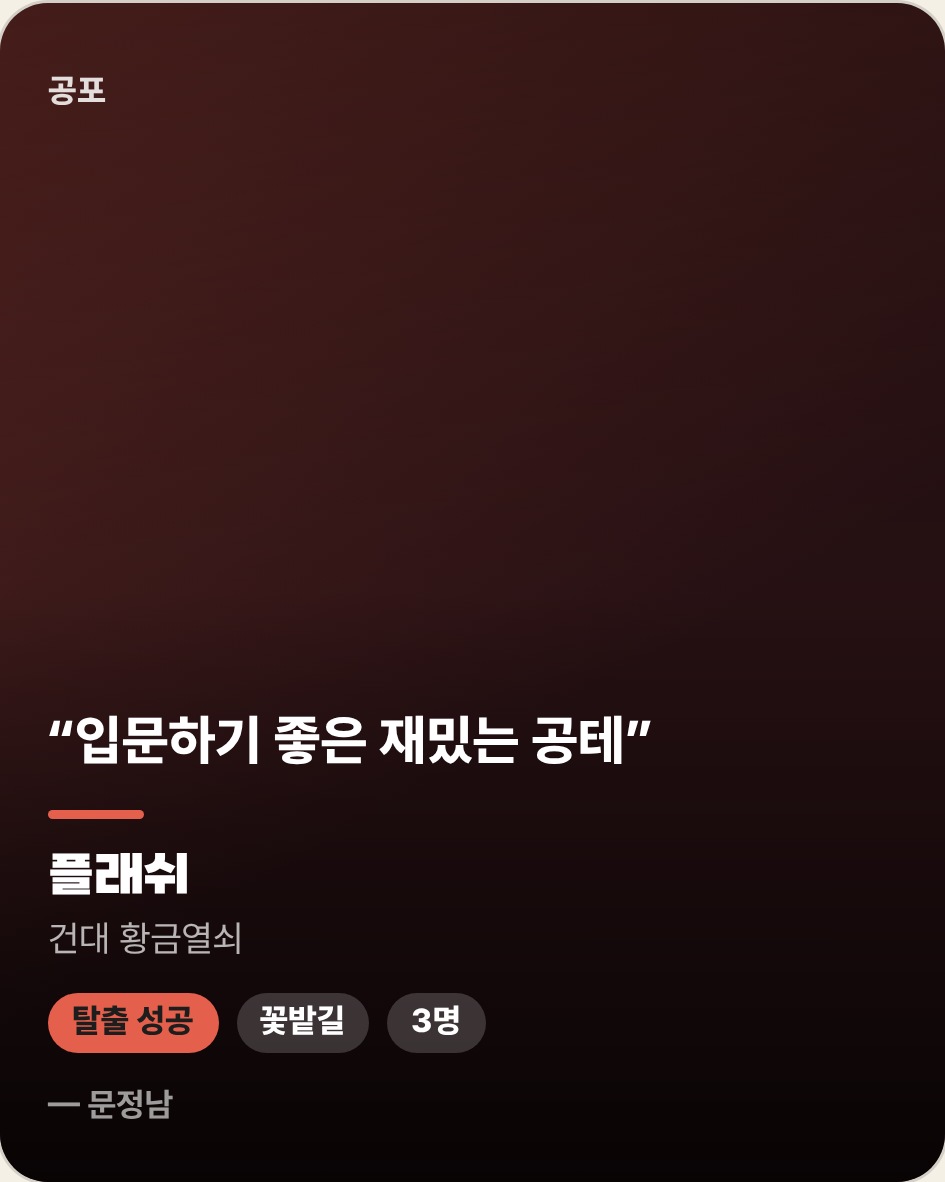 공포
“입문하기 좋은 재밌는 공테”
플래쉬
건대 황금열쇠
탈출 성공 꽃밭길 3명
— 문정남